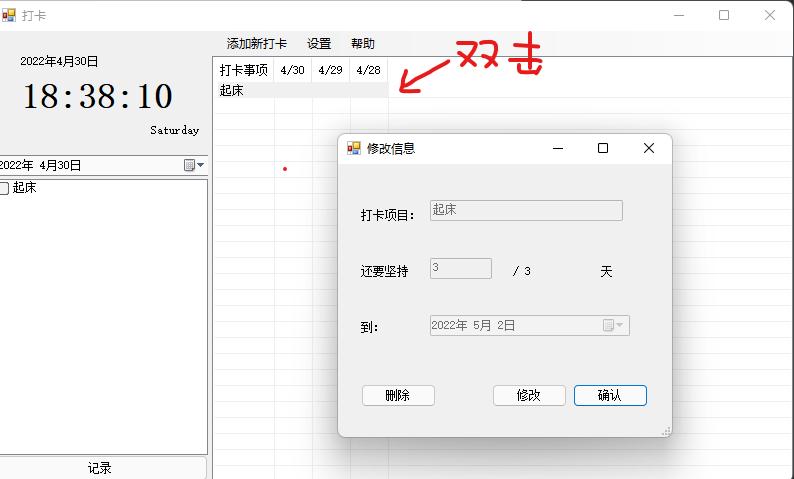 打卡
2022年4月30日
18:38:10
Saturday
2022年 4月30日
起床
记录
添加新打卡 设置 帮助
打卡事项 4/30 4/29 4/28
起床
双击
修改信息
打卡项目: 起床
还要坚持 3 / 3 天
到: 2022年 5月 2日
删除 修改 确认